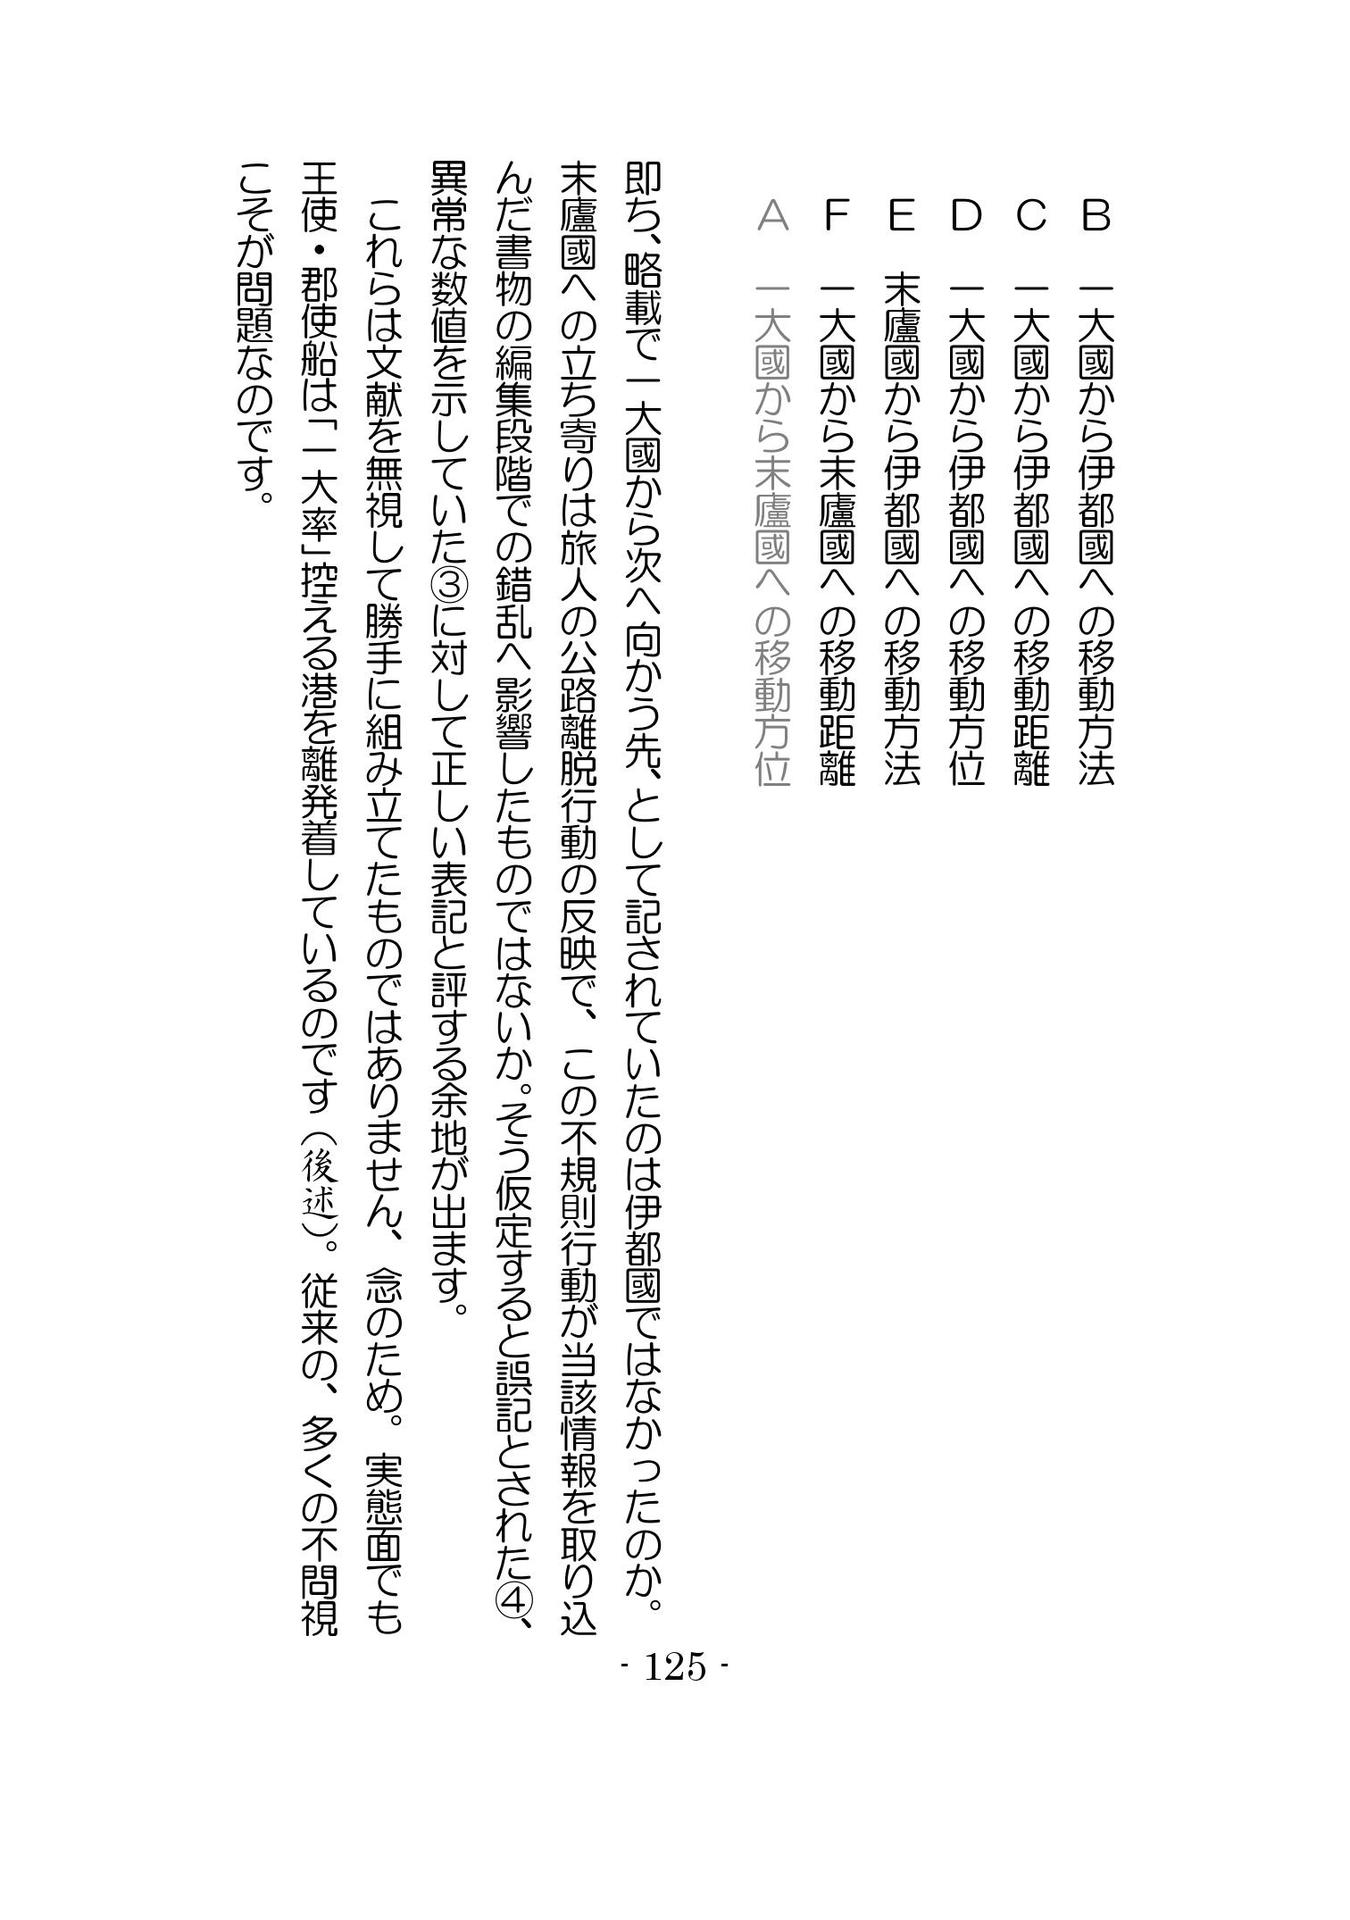 B　一大國から伊都國への移動方法
C　一大國から伊都國への移動距離
D　一大國から伊都國への移動方位
E　末廬國から伊都國への移動方法
F　一大國から末廬國への移動距離
A　一大國から末廬國への移動方位
即ち、略載で一大國から次へ向かう先、として記されていたのは伊都國ではなかったのか。
末廬國への立ち寄りは旅人の公路離脱行動の反映で、この不規則行動が当該情報を取り込
んだ書物の編集段階での錯乱へ影響したものではないか。そう仮定すると誤記とされた④、
異常な数値を示していた③に対して正しい表記と評する余地が出ます。
　これらは文献を無視して勝手に組み立てたものではありません、念のため。実態面でも
王使・郡使船は「一大率」控える港を離発着しているのです（後述）。従来の、多くの不問視
こそが問題なのです。
- 125 -